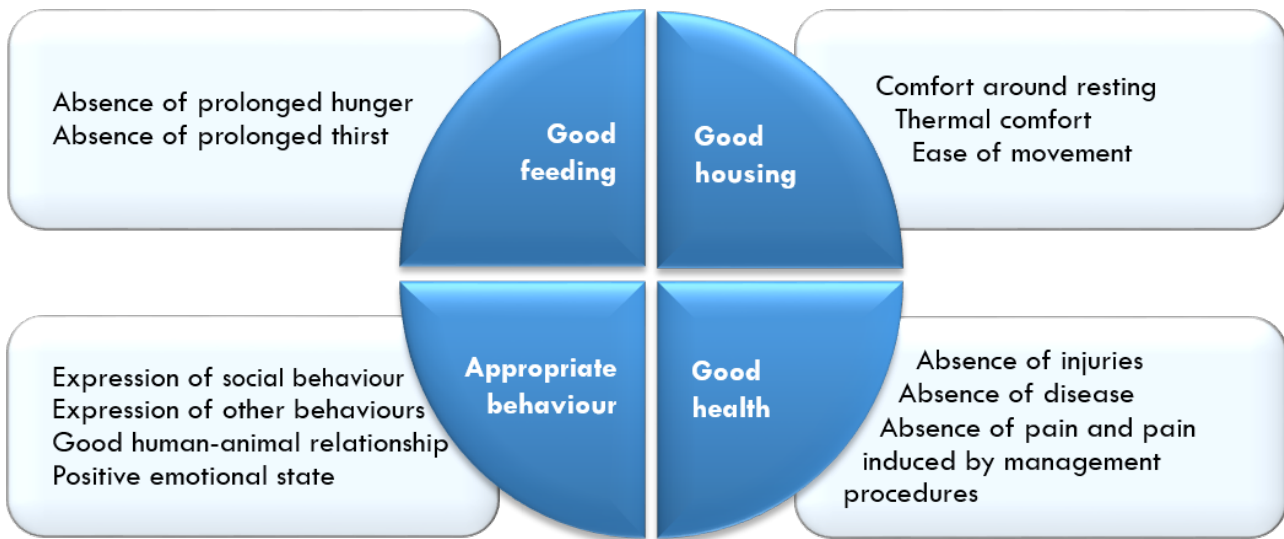 Absence of prolonged hunger
Absence of prolonged thirst
Good
feeding
Good
housing
Comfort around resting
Thermal comfort
Ease of movement
Expression of social behaviour
Expression of other behaviours
Good human-animal relationship
Positive emotional state
Appropriate
behaviour
Good
health
Absence of injuries
Absence of disease
Absence of pain and pain
induced by management
procedures